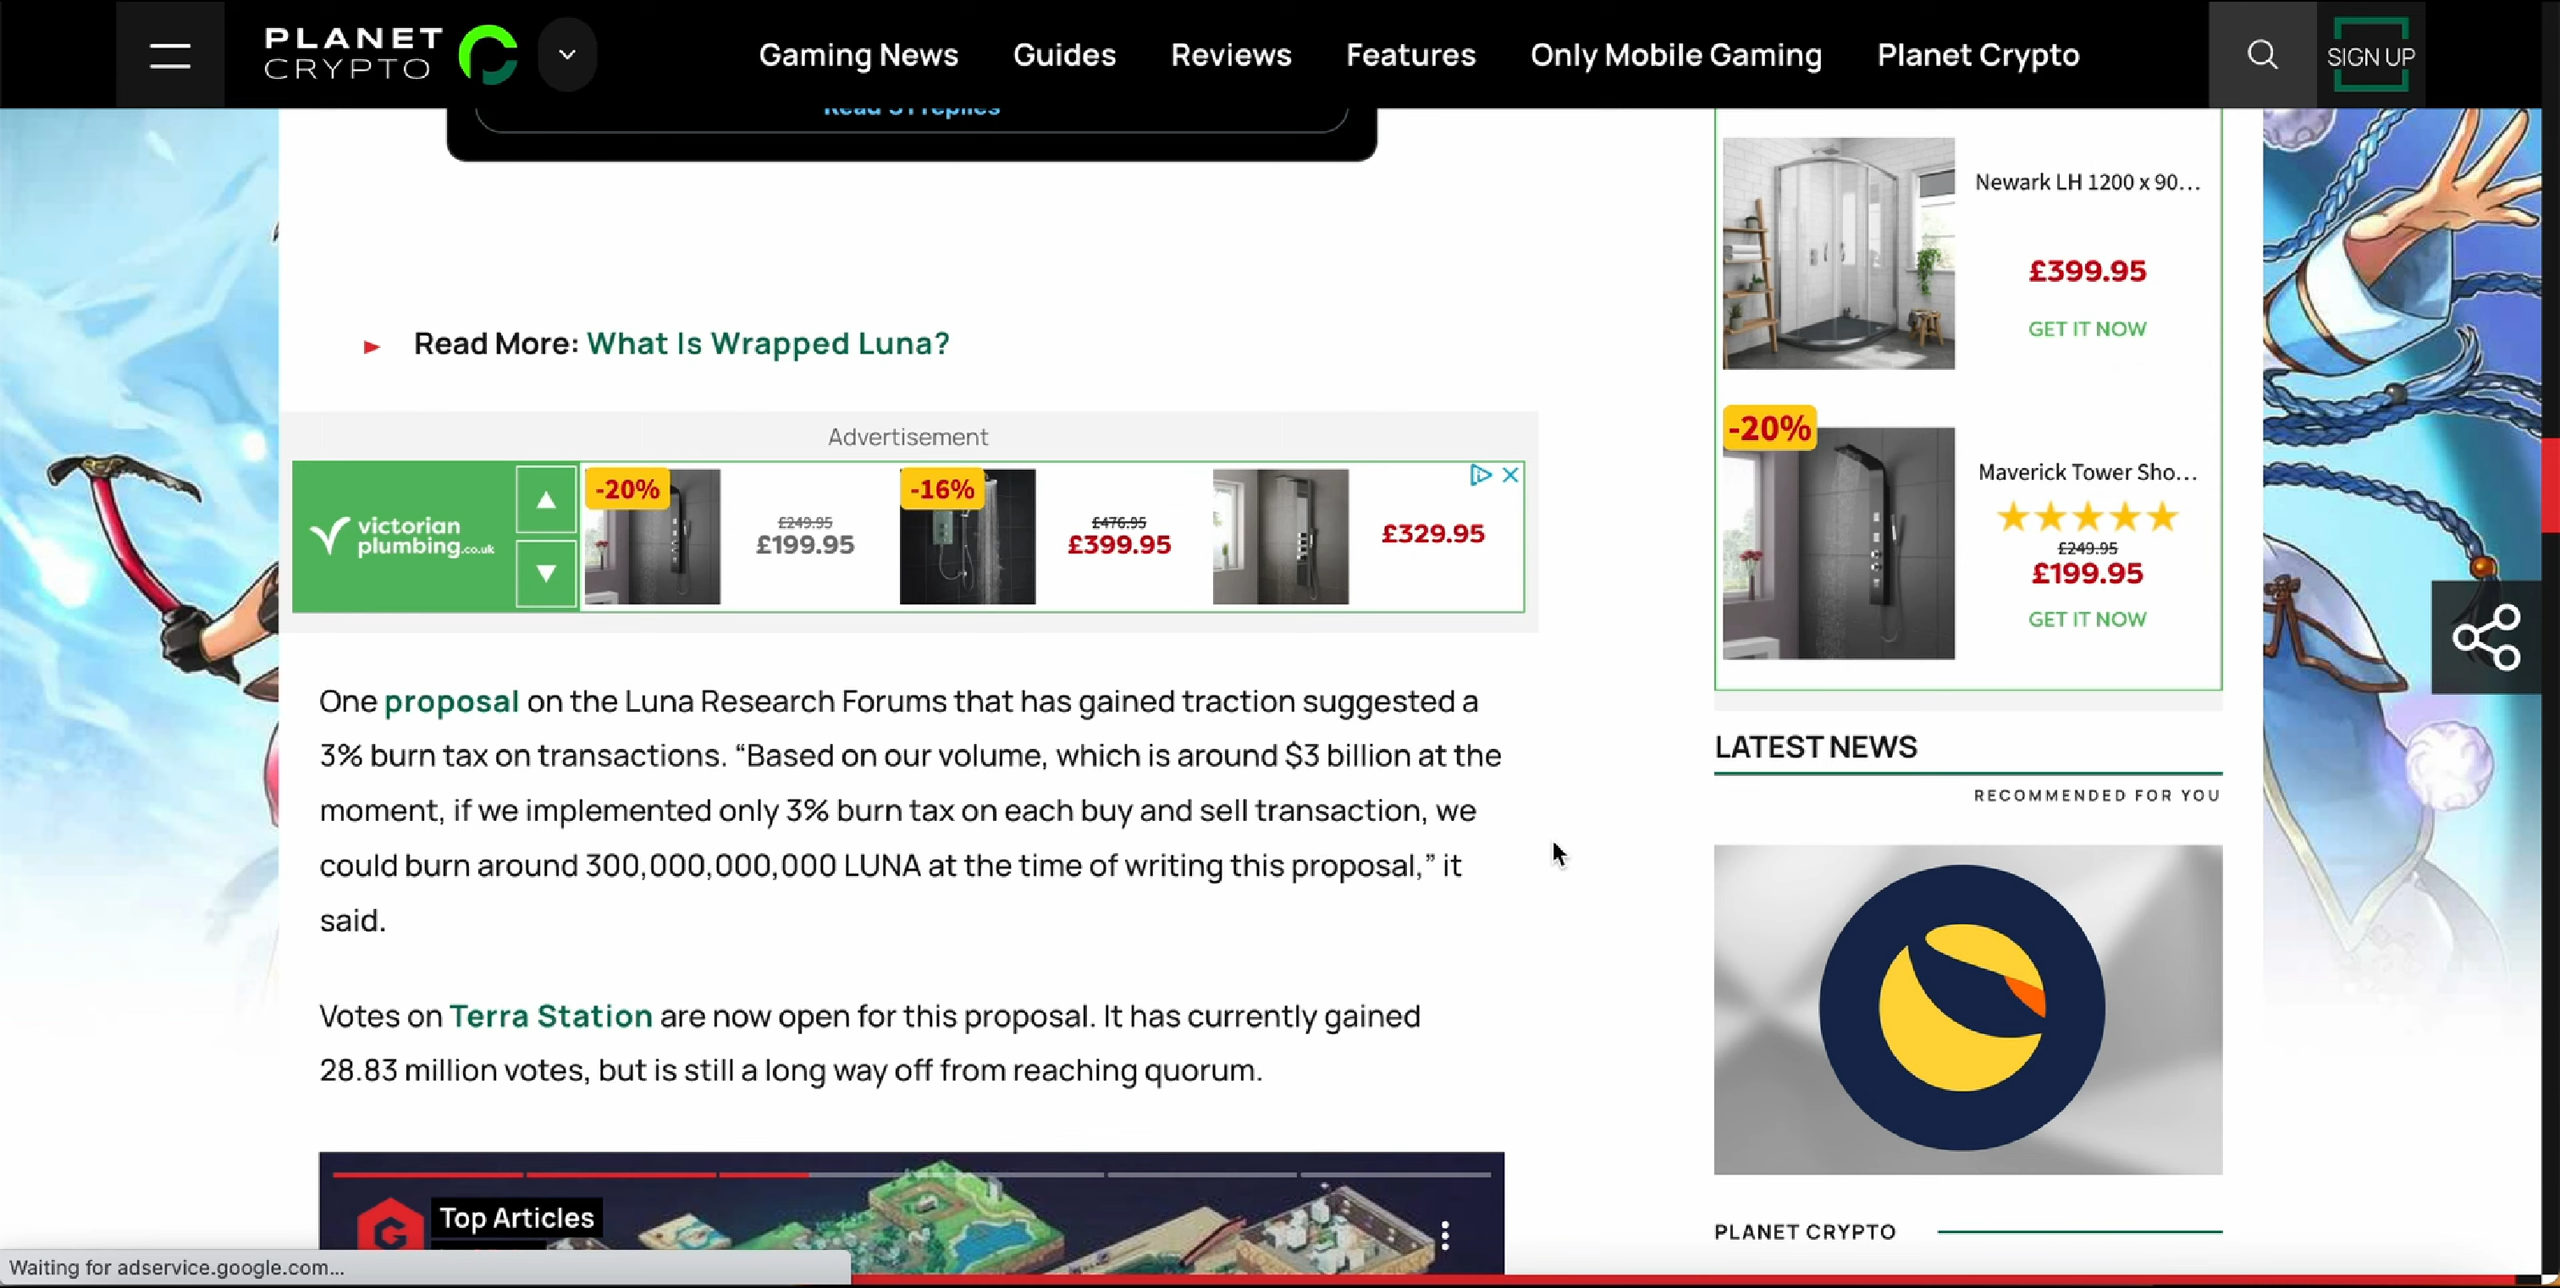 PLANET
CRYPTO
Gaming News
Guides
Reviews
Features
Only Mobile Gaming
Planet Crypto
SIGN UP
Read 51 replies
Read More: What Is Wrapped Luna?
Advertisement
victorian
plumbing.co.uk
-20%
£249.95
£199.95
-16%
£476.95
£399.95
£329.95
One proposal on the Luna Research Forums that has gained traction suggested a
3% burn tax on transactions. “Based on our volume, which is around $3 billion at the
moment, if we implemented only 3% burn tax on each buy and sell transaction, we
could burn around 300,000,000,000 LUNA at the time of writing this proposal,” it
said.
Votes on Terra Station are now open for this proposal. It has currently gained
28.83 million votes, but is still a long way off from reaching quorum.
Top Articles
Waiting for adservice.google.com...
Newark LH 1200 x 90...
£399.95
GET IT NOW
-20%
Maverick Tower Sho...
£249.95
£199.95
GET IT NOW
LATEST NEWS
RECOMMENDED FOR YOU
PLANET CRYPTO